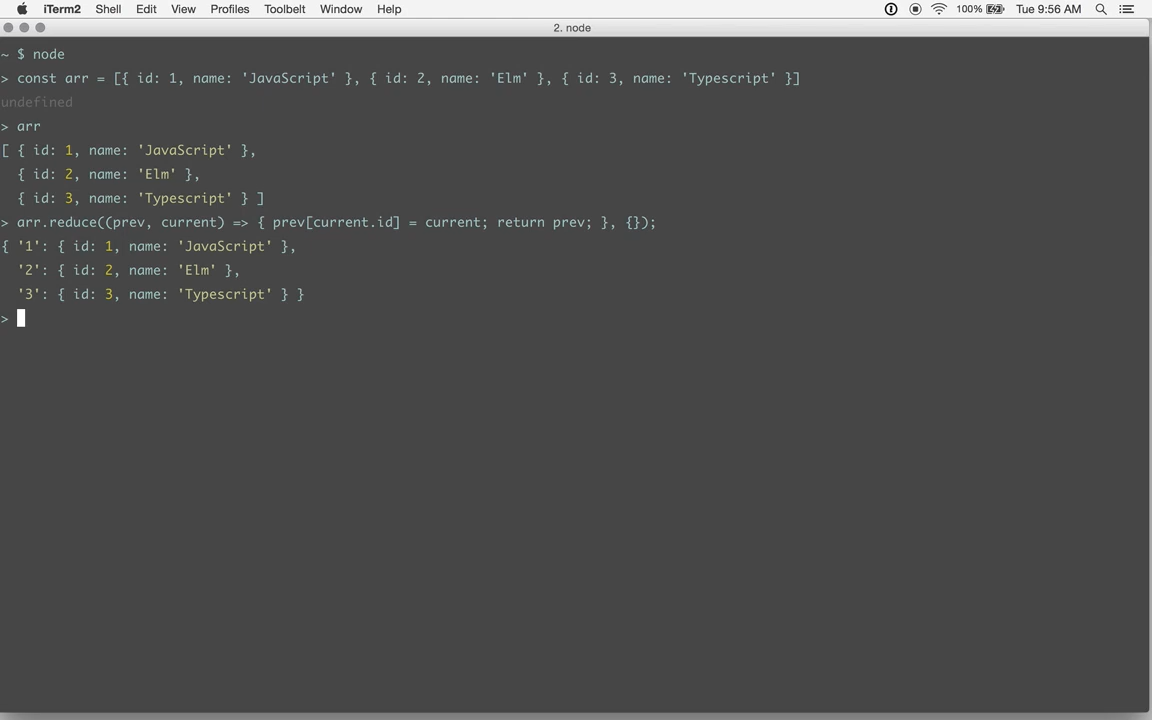 iTerm2 Shell Edit View Profiles Toolbelt Window Help 100% Tue 9:56 AM
2. node
~ $ node
> const arr = [{ id: 1, name: 'JavaScript' }, { id: 2, name: 'Elm' }, { id: 3, name: 'Typescript' }]
undefined
> arr
[ { id: 1, name: 'JavaScript' },
  { id: 2, name: 'Elm' },
  { id: 3, name: 'Typescript' } ]
> arr.reduce((prev, current) => { prev[current.id] = current; return prev; }, {});
{ '1': { id: 1, name: 'JavaScript' },
  '2': { id: 2, name: 'Elm' },
  '3': { id: 3, name: 'Typescript' } }
>